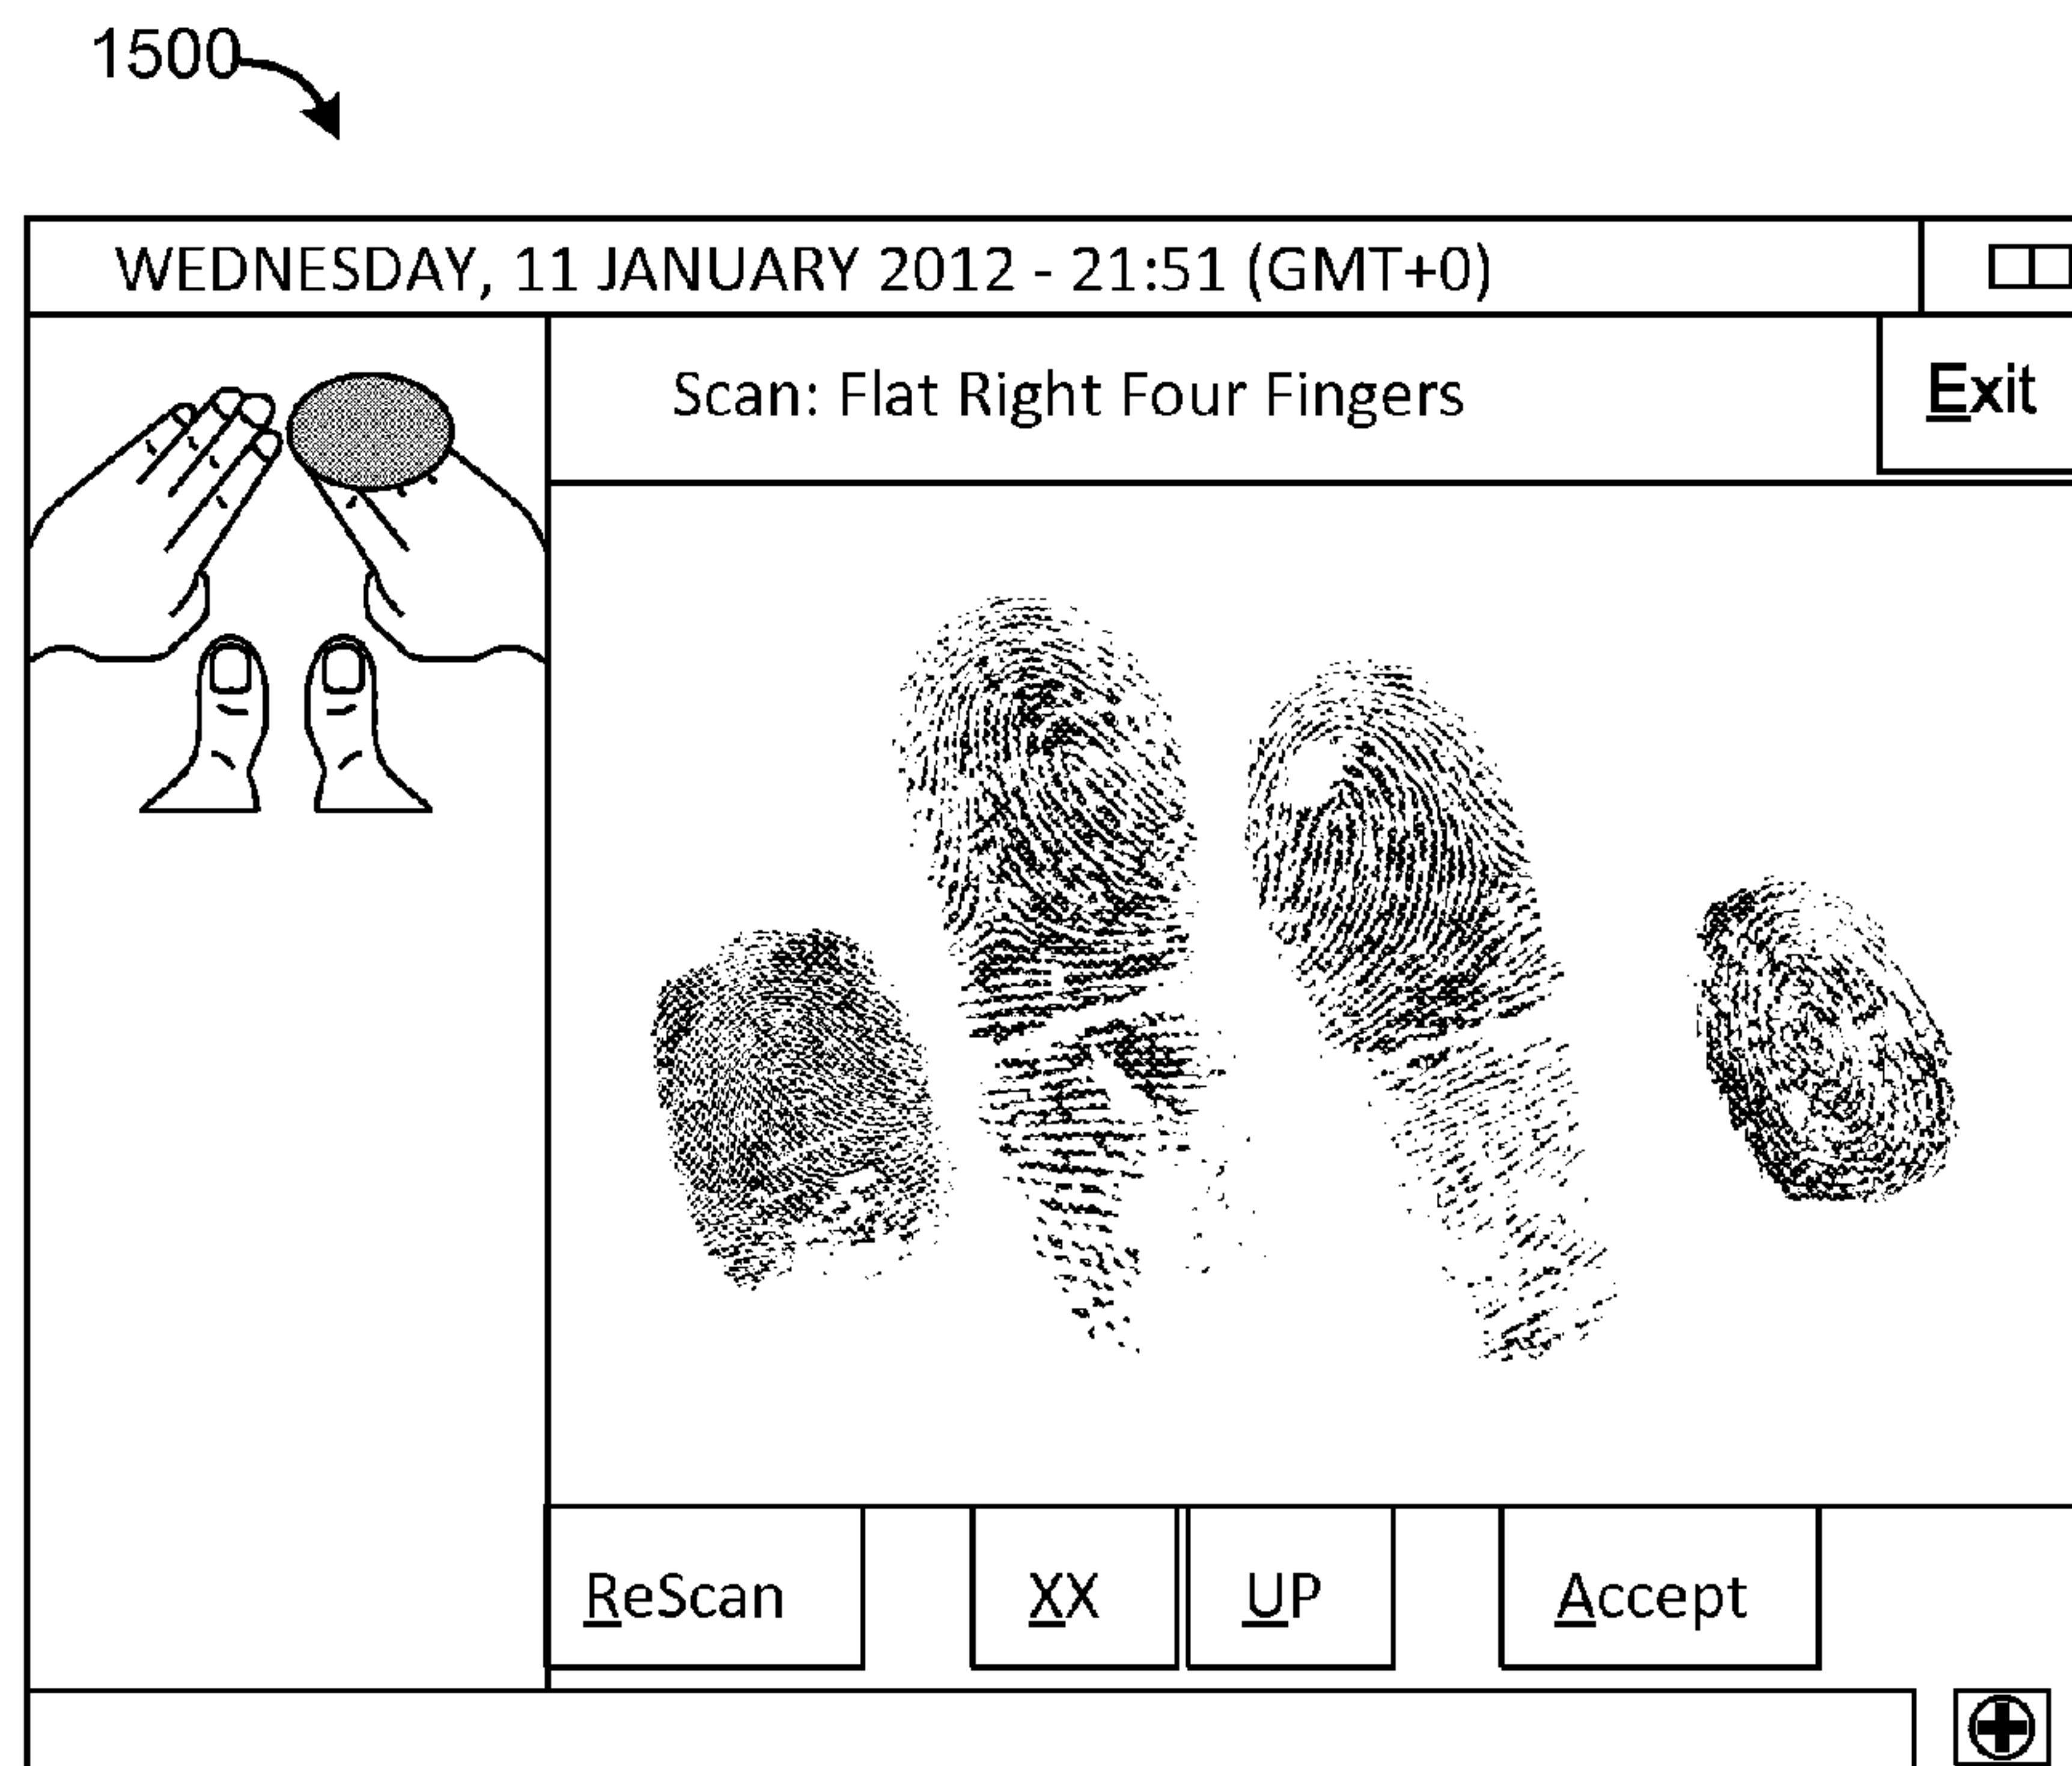 1500
WEDNESDAY, 11 JANUARY 2012 - 21:51 (GMT+0)
Scan: Flat Right Four Fingers
Exit
ReScan
XX
UP
Accept